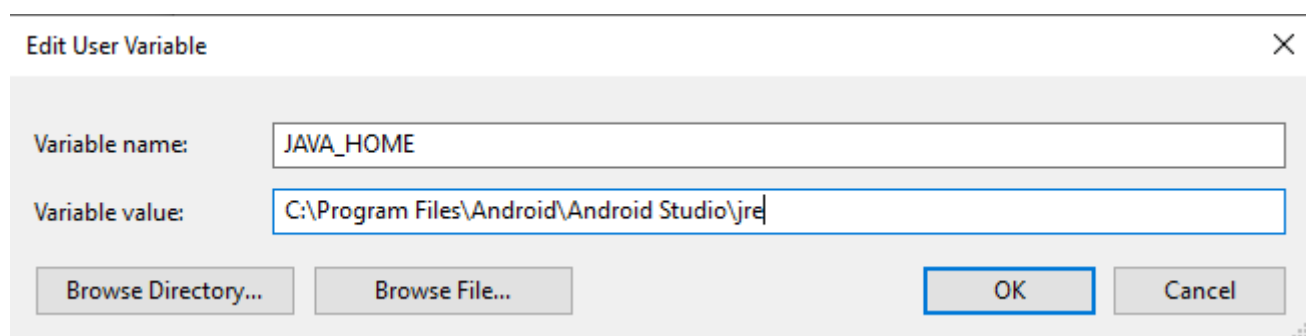 Edit User Variable
Variable name: JAVA_HOME
Variable value: C:\Program Files\Android\Android Studio\jre
Browse Directory... Browse File... OK Cancel